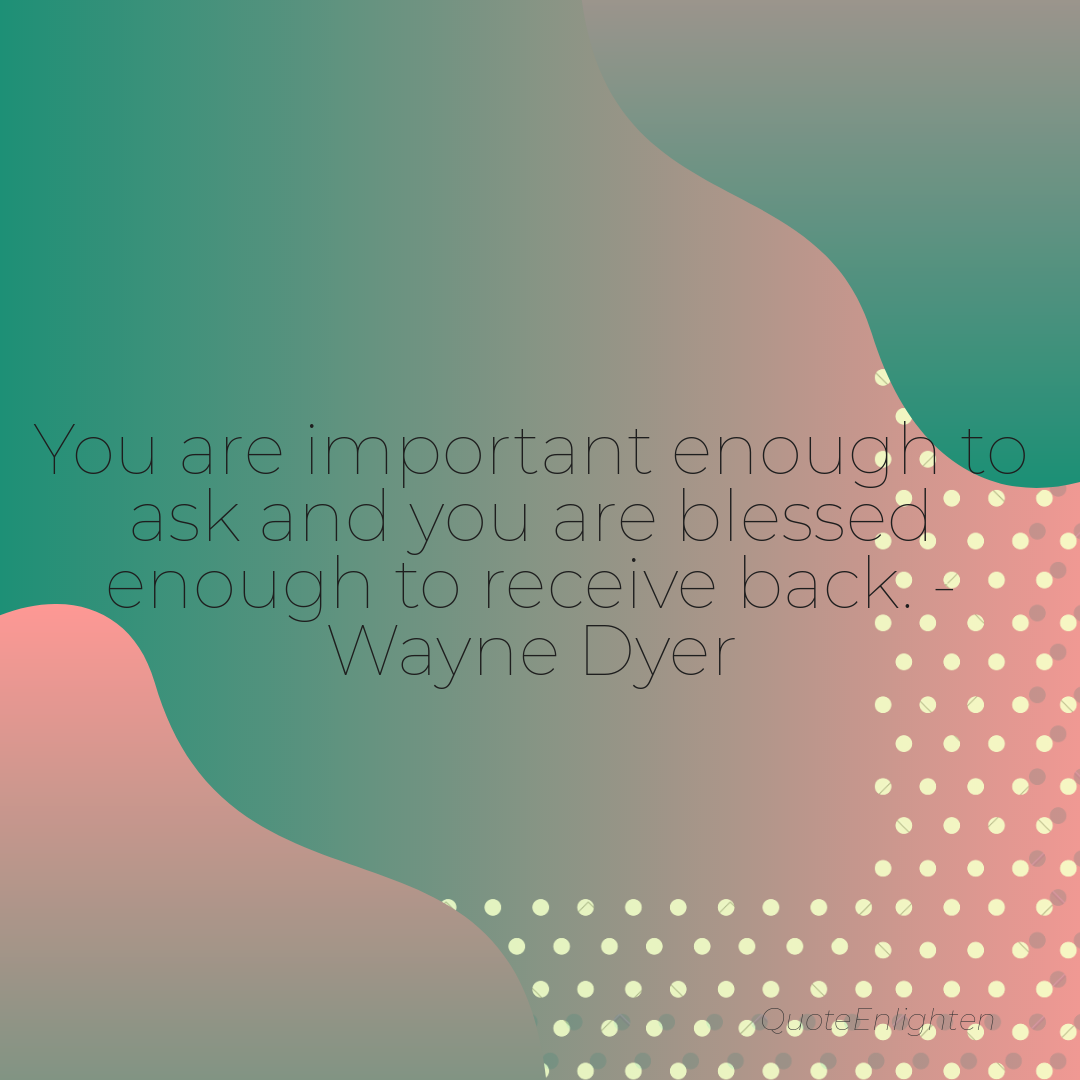 You are important enough to
ask and you are blessed
enough to receive back. -
Wayne Dyer
QuoteEnlighten